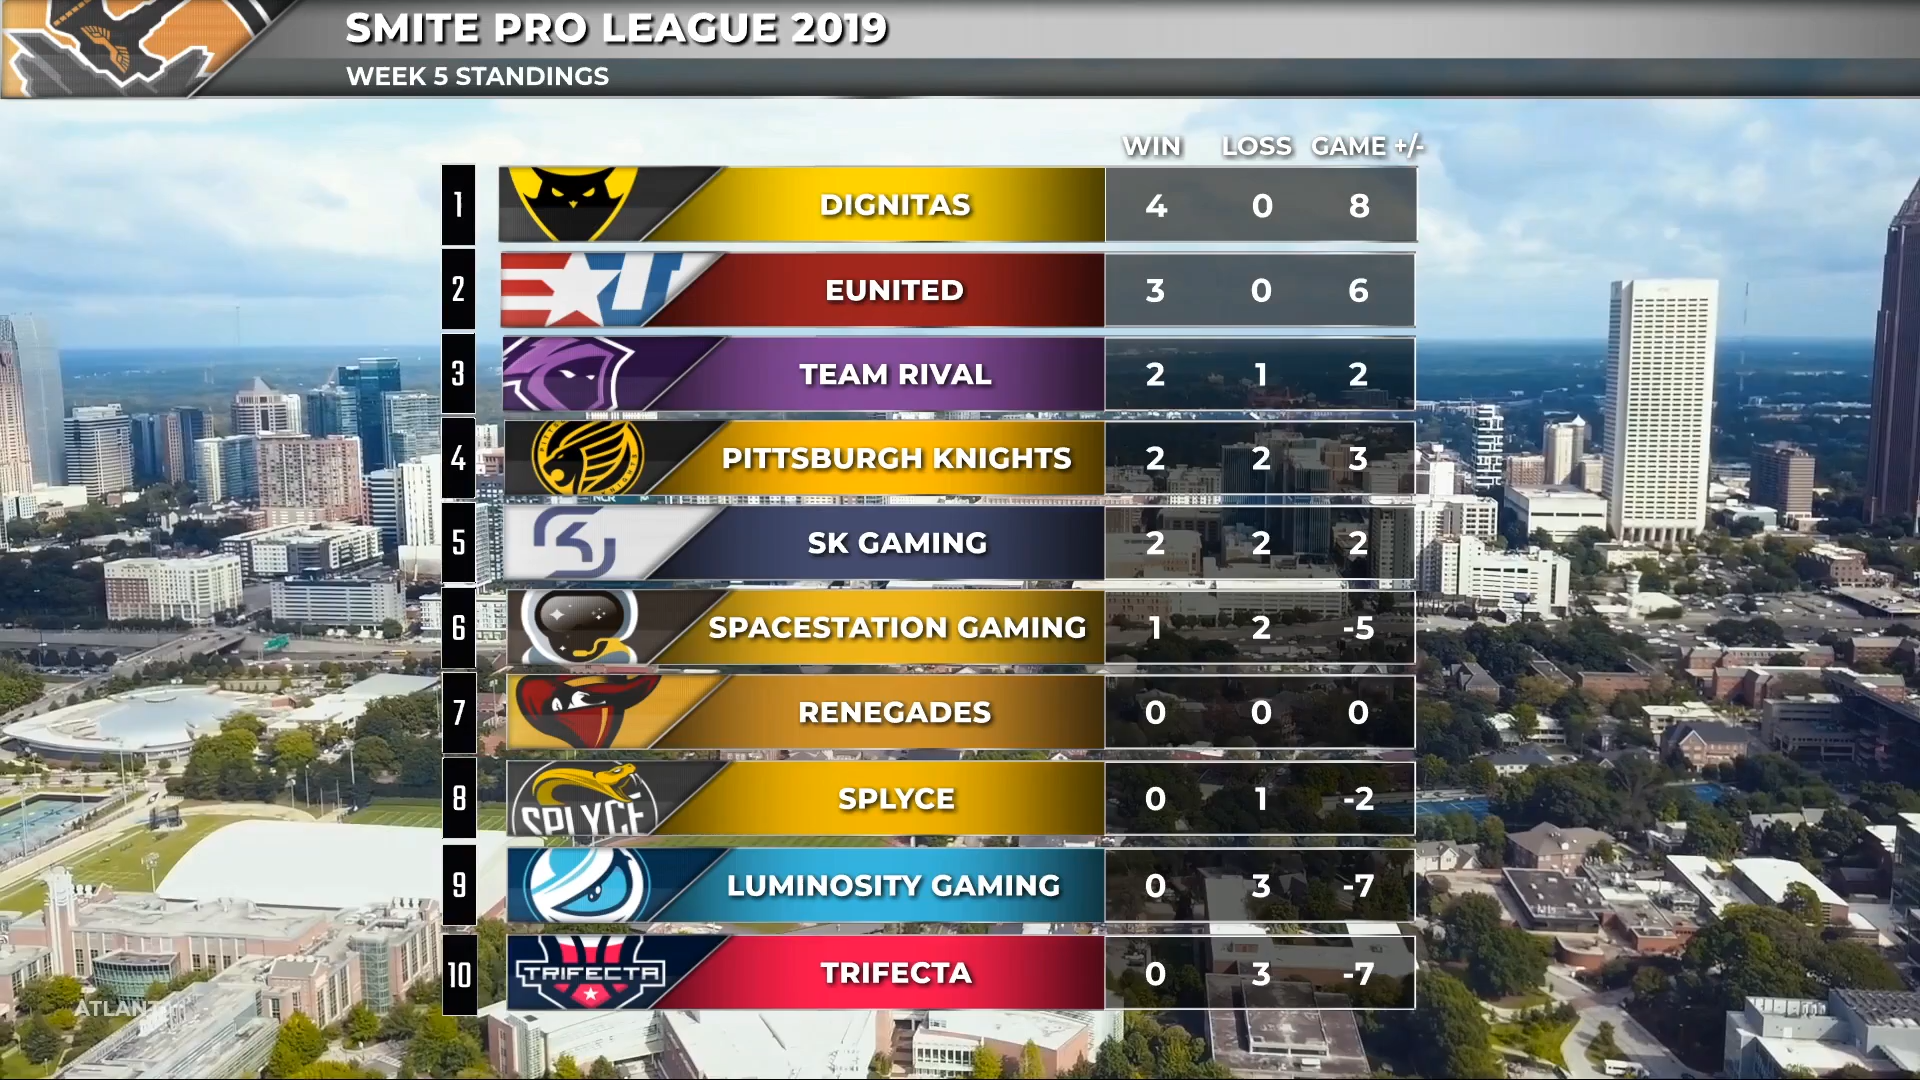 SMITE PRO LEAGUE 2019
WEEK 5 STANDINGS
WIN LOSS GAME +/-
1 DIGNITAS 4 0 8
2 EUNITED 3 0 6
3 TEAM RIVAL 2 1 2
4 PITTSBURGH KNIGHTS 2 2 3
5 SK GAMING 2 2 2
6 SPACESTATION GAMING 1 2 -5
7 RENEGADES 0 0 0
8 SPLYCE SPLYCE 0 1 -2
9 LUMINOSITY GAMING 0 3 -7
10 TRIFECTA TRIFECTA 0 3 -7